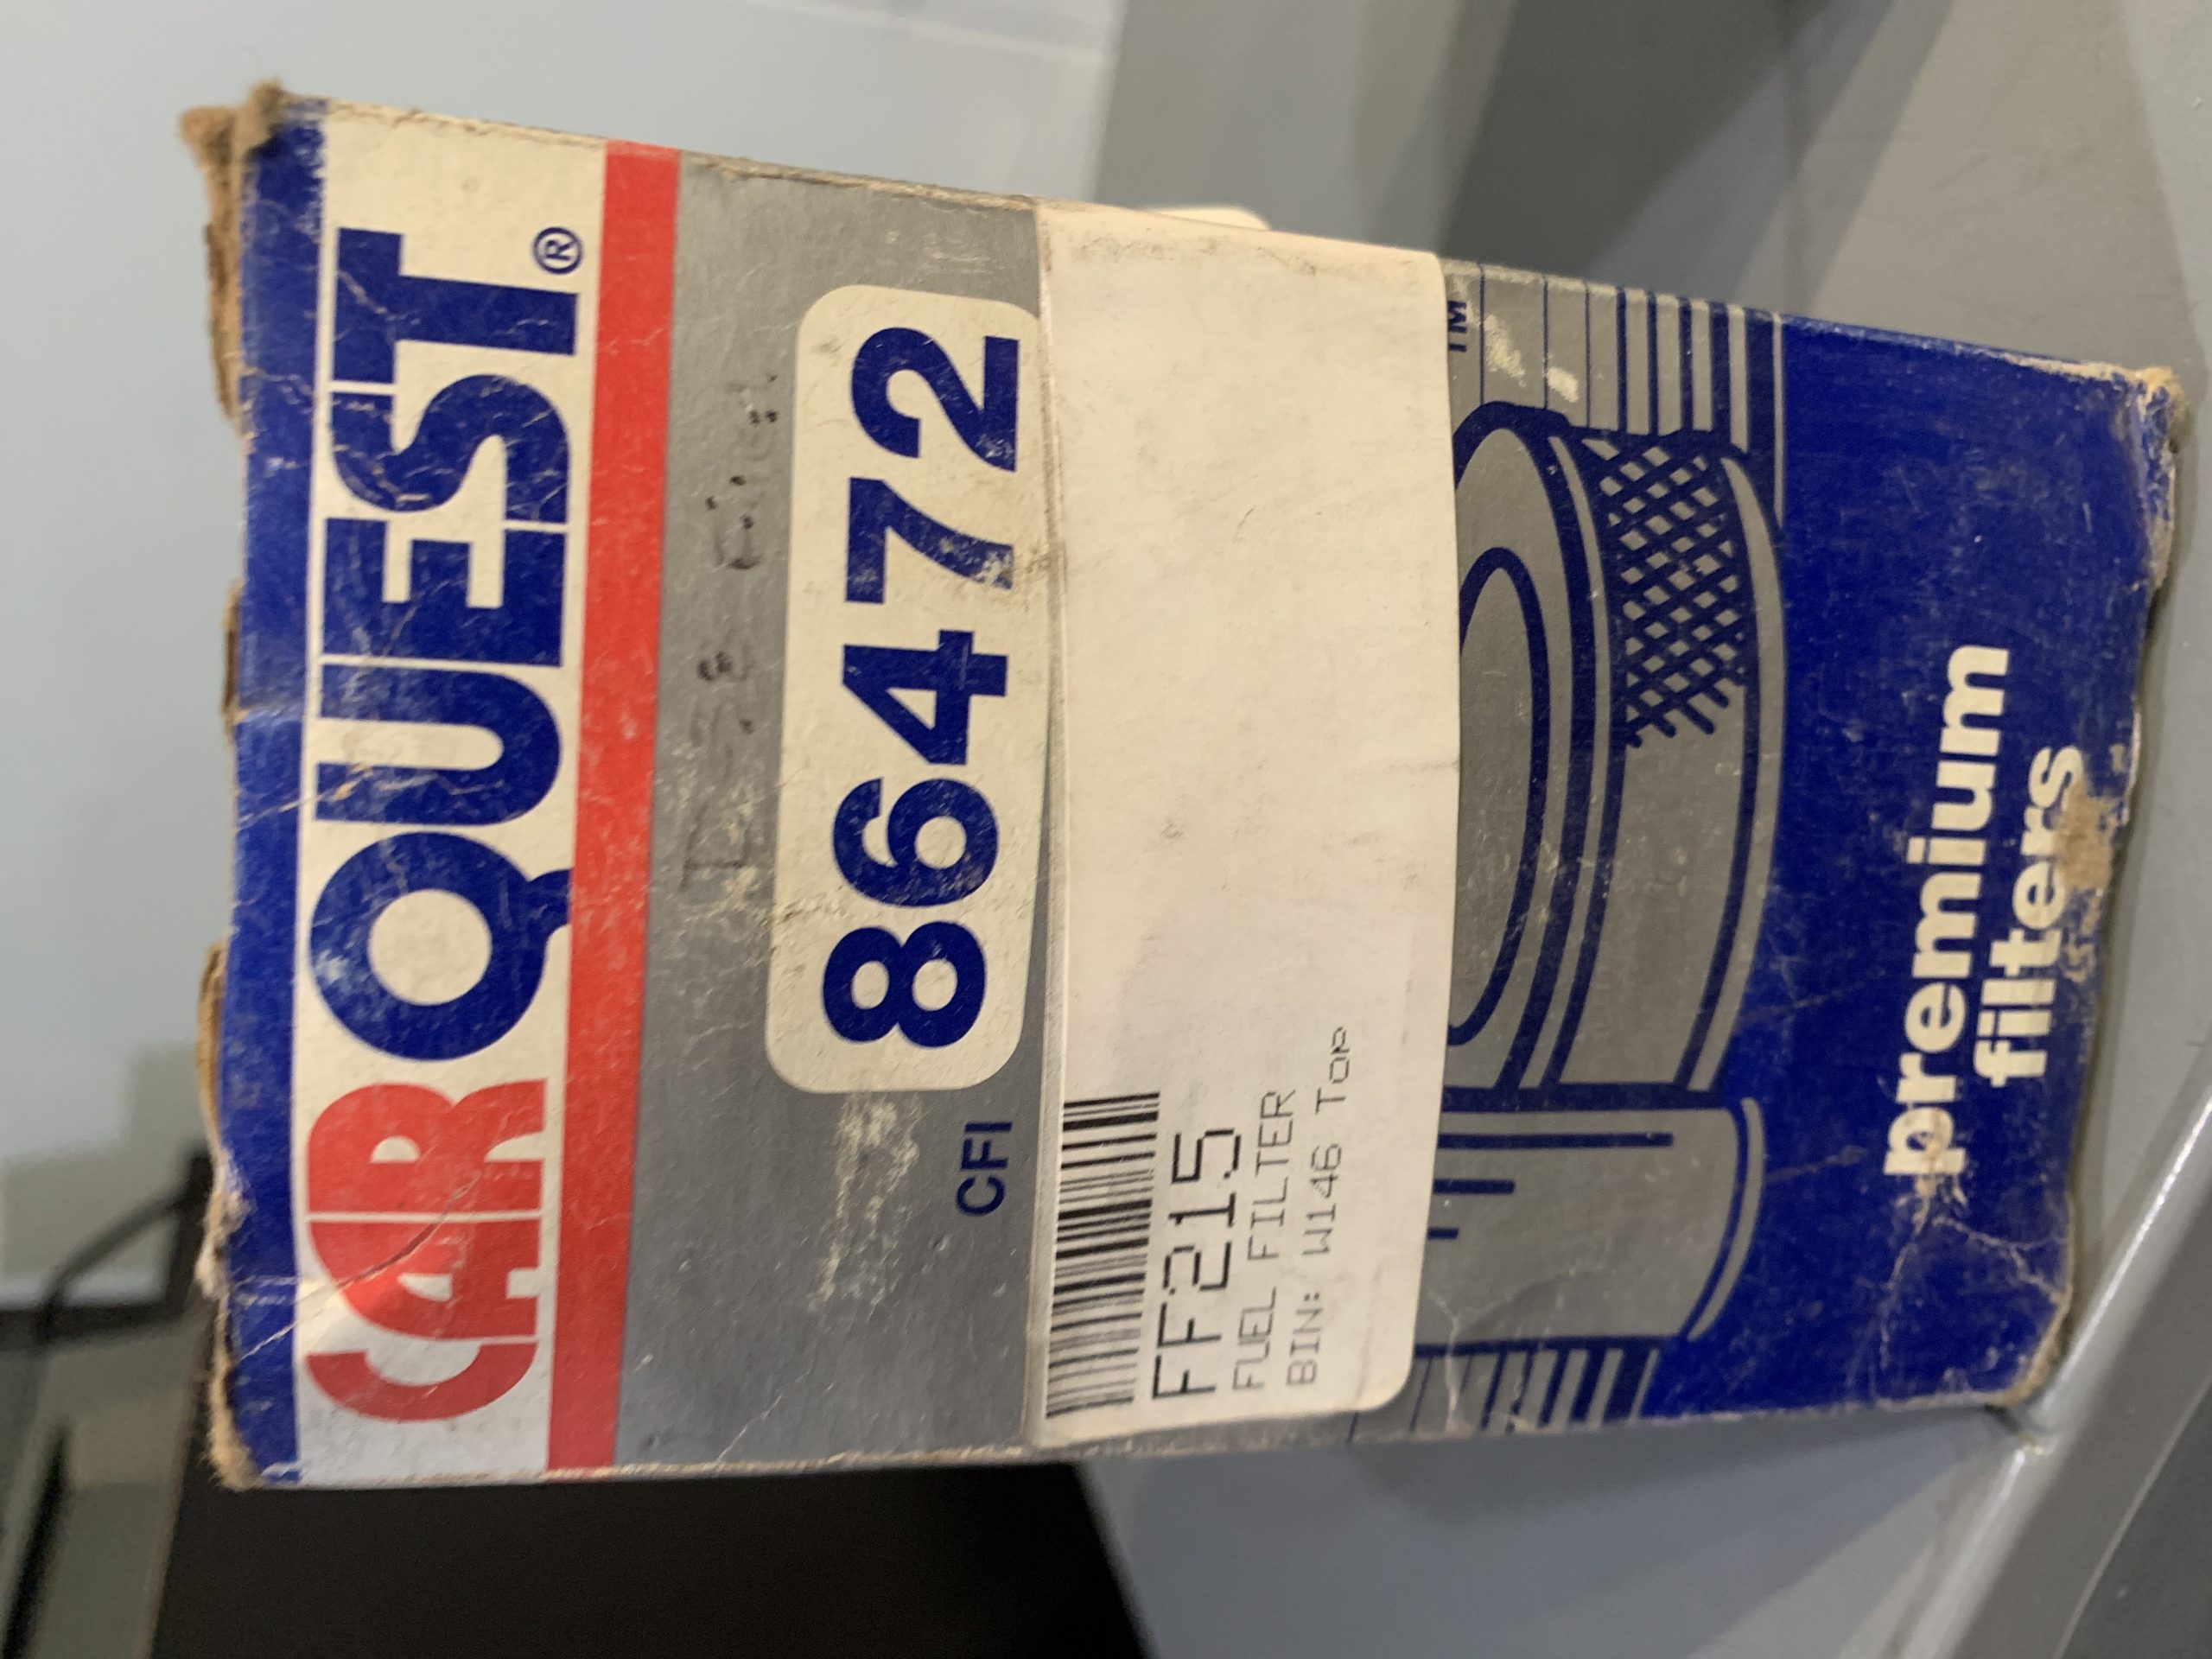 CARQUEST®
86472
CFI
TM
FF215
FUEL FILTER
BIN: W146 TOP
premium
filters